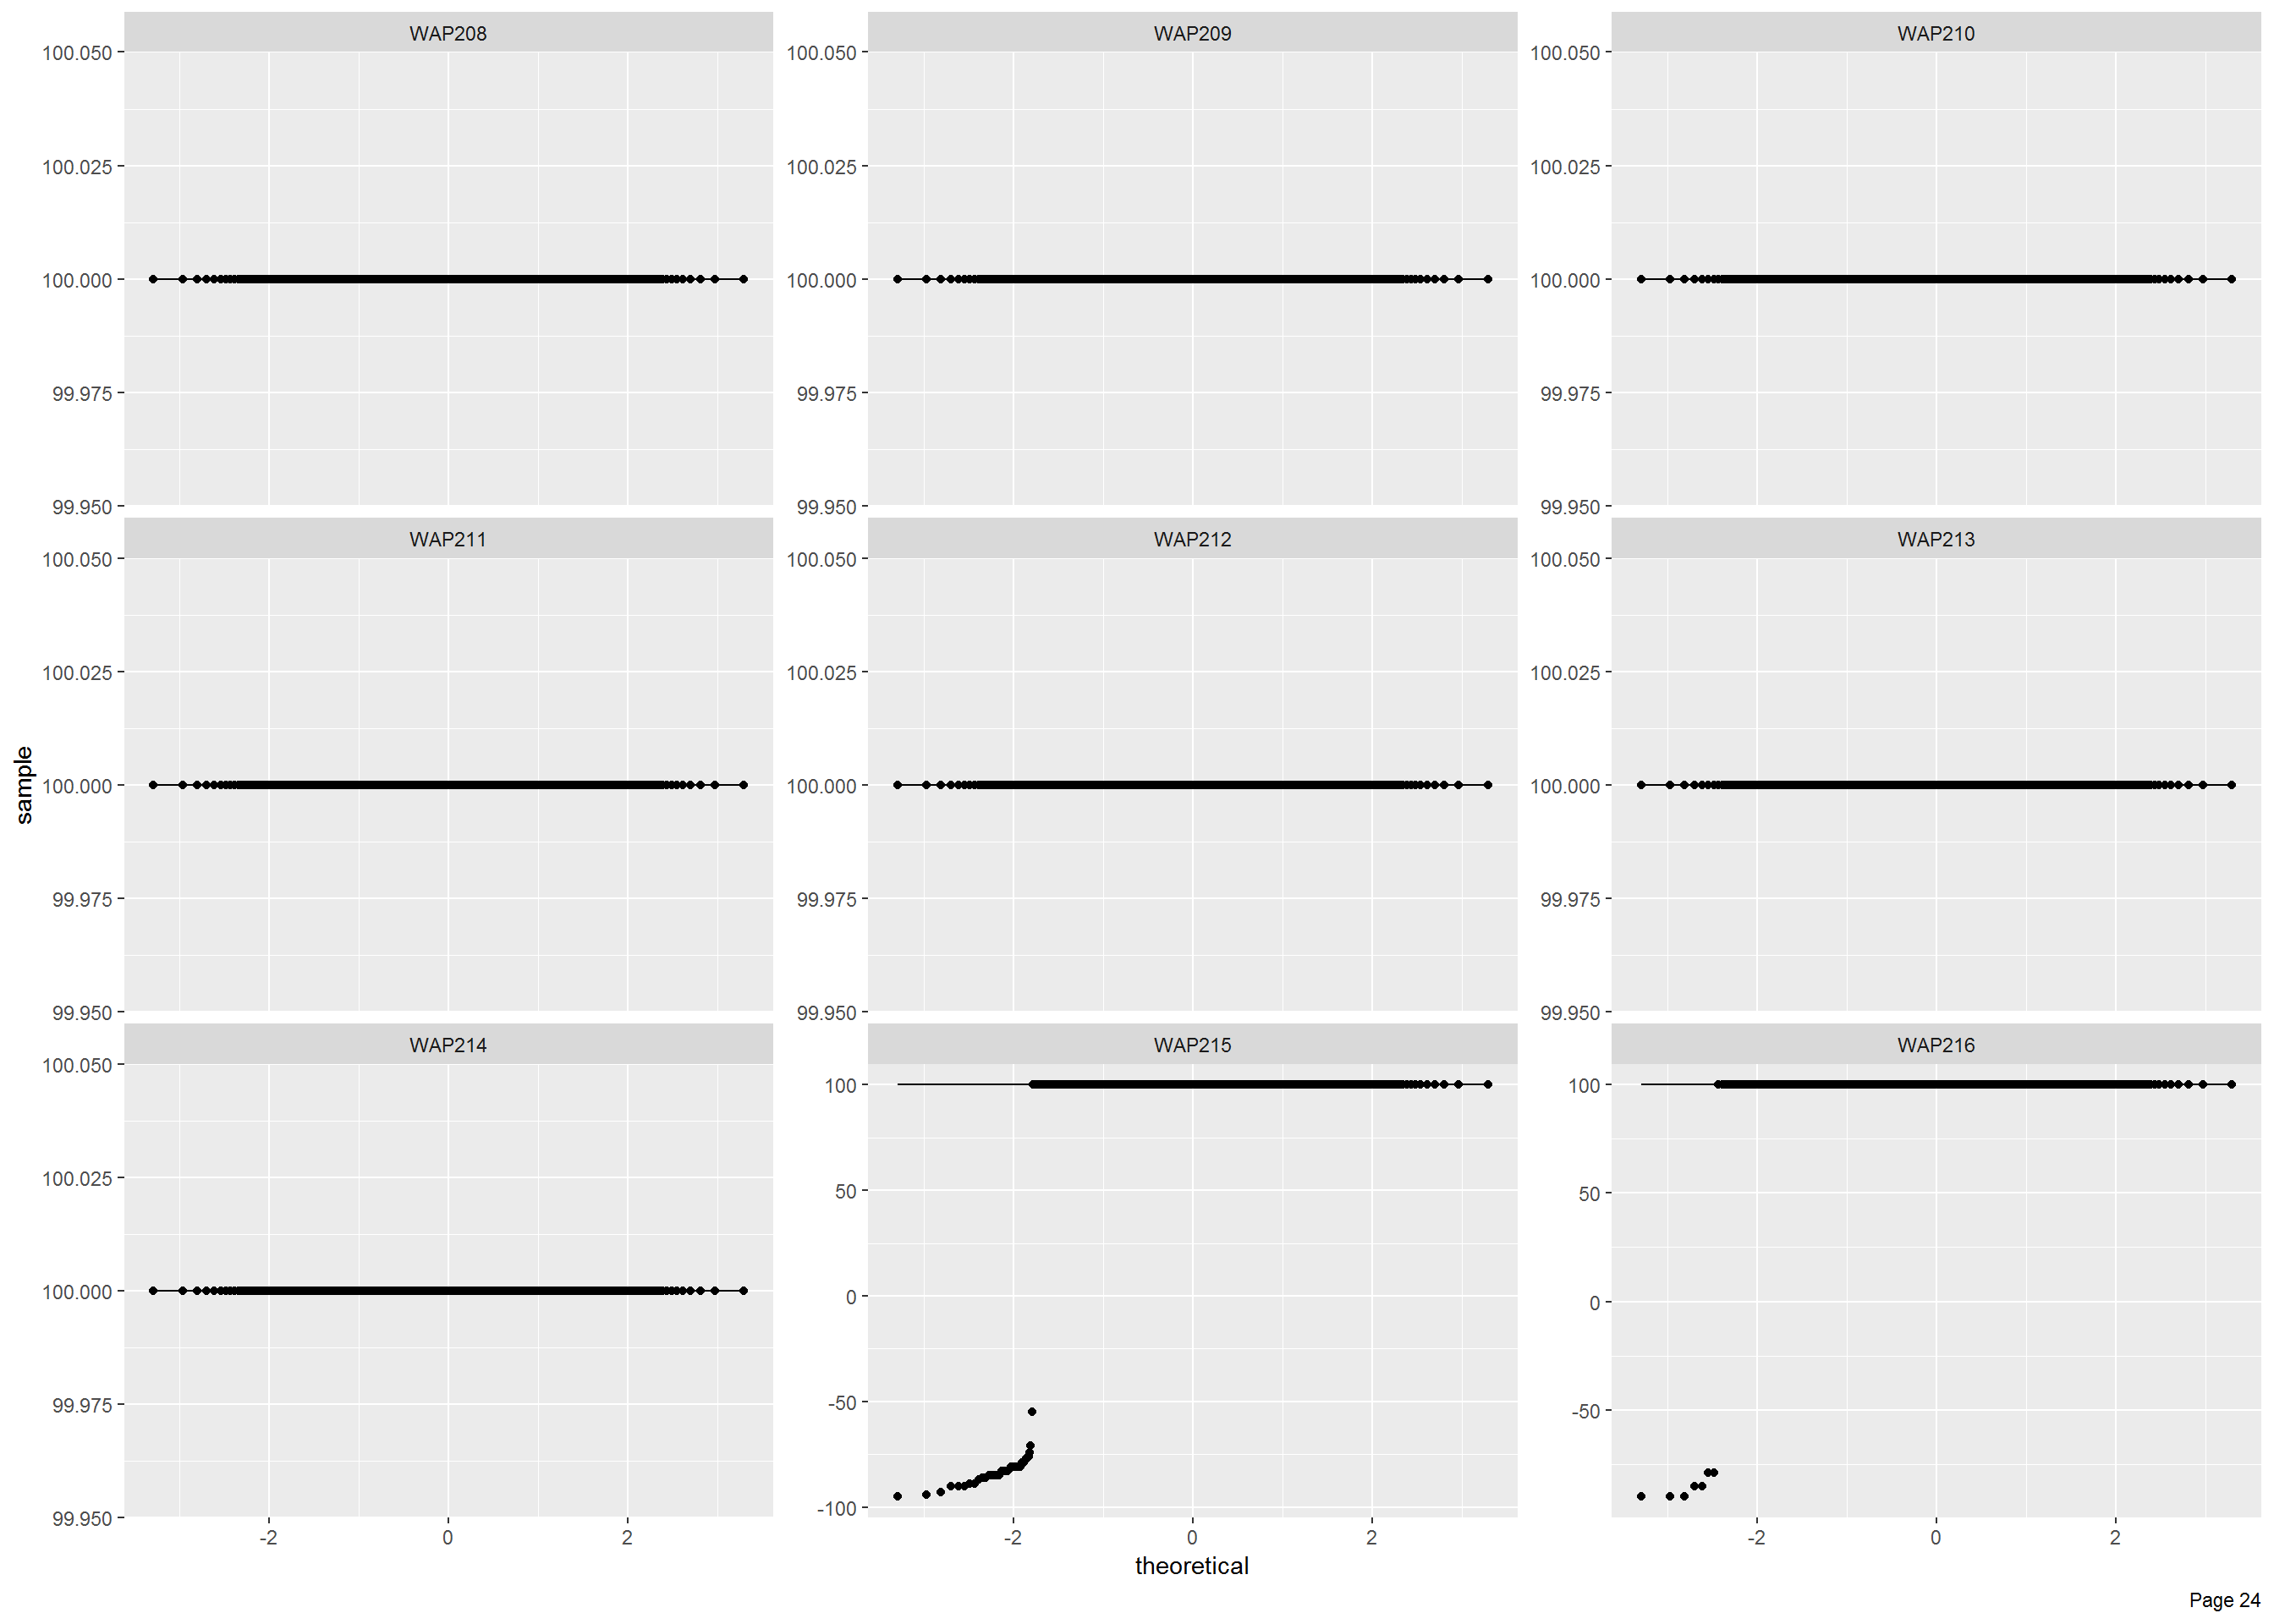 WAP208 WAP209 WAP210
100.050 100.050 100.050
100.025 100.025 100.025
100.000 100.000 100.000
99.975 99.975 99.975
99.950 99.950 99.950
WAP211 WAP212 WAP213
100.050 100.050 100.050
100.025 100.025 100.025
sample
100.000 100.000 100.000
99.975 99.975 99.975
99.950 99.950 99.950
WAP214 WAP215 WAP216
100.050 100 100
100.025 50 50
100.000 0 0
99.975 -50 -50
99.950 -100
-2 0 2 -2 0 2 -2 0 2
theoretical
Page 24